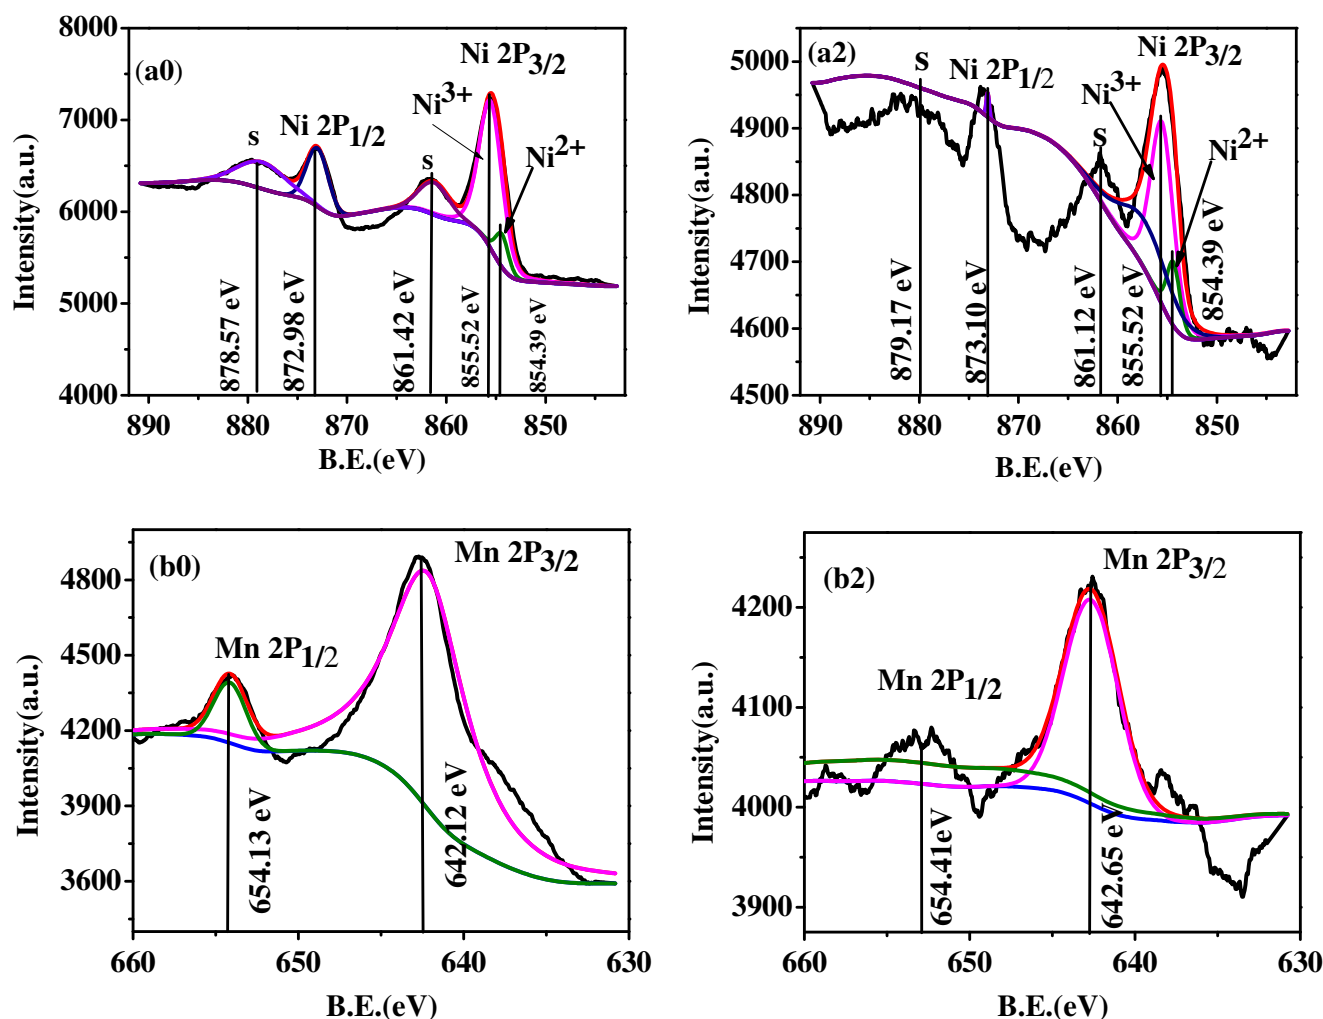 (a0)
Ni 2P3/2
Ni3+
s
Ni 2P1/2
s
Ni2+
878.57 eV
872.98 eV
861.42 eV
855.52 eV
854.39 eV
8000
7000
6000
5000
4000
890
880
870
860
850
Intensity(a.u.)
B.E.(eV)
(a2)
s
Ni 2P1/2
Ni 2P3/2
Ni3+
s
Ni2+
879.17 eV
873.10 eV
861.12 eV
855.52 eV
854.39 eV
5000
4900
4800
4700
4600
4500
890
880
870
860
850
Intensity(a.u.)
B.E.(eV)
(b0)
Mn 2P3/2
Mn 2P1/2
654.13 eV
642.12 eV
4800
4500
4200
3900
3600
660
650
640
630
Intensity(a.u.)
B.E.(eV)
(b2)
Mn 2P3/2
Mn 2P1/2
654.41eV
642.65 eV
4200
4100
4000
3900
660
650
640
630
Intensity(a.u.)
B.E.(eV)